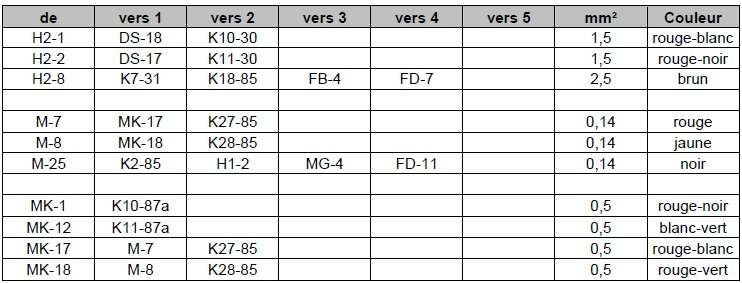 de vers 1 vers 2 vers 3 vers 4 vers 5 mm² Couleur
H2-1 DS-18 K10-30 1,5 rouge-blanc
H2-2 DS-17 K11-30 1,5 rouge-noir
H2-8 K7-31 K18-85 FB-4 FD-7 2,5 brun
M-7 MK-17 K27-85 0,14 rouge
M-8 MK-18 K28-85 0,14 jaune
M-25 K2-85 H1-2 MG-4 FD-11 0,14 noir
MK-1 K10-87a 0,5 rouge-noir
MK-12 K11-87a 0,5 blanc-vert
MK-17 M-7 K27-85 0,5 rouge-blanc
MK-18 M-8 K28-85 0,5 rouge-vert